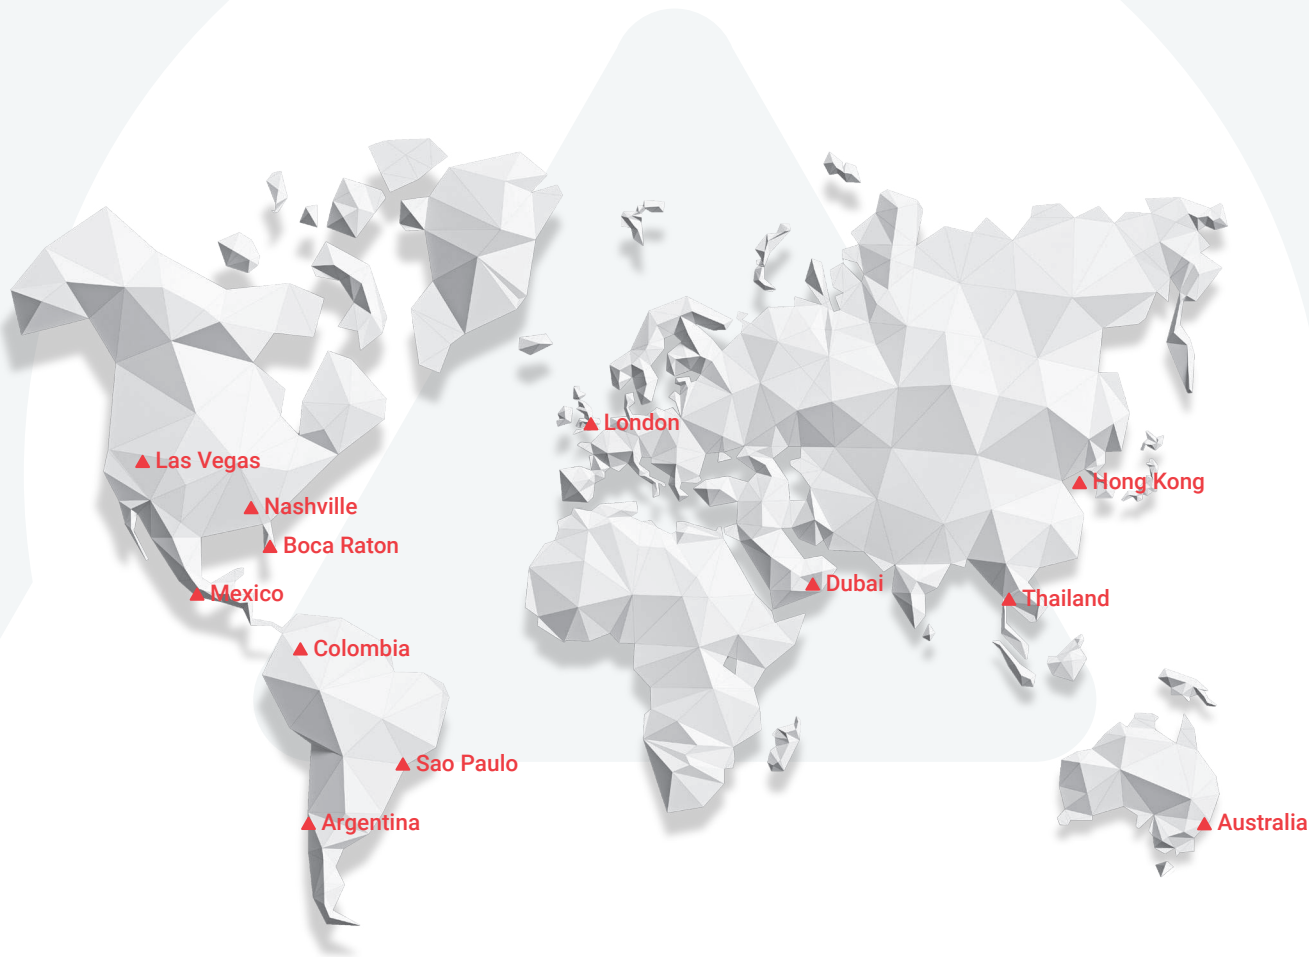 London
Las Vegas
Hong Kong
Nashville
Boca Raton
Dubai
Mexico
Thailand
Colombia
Sao Paulo
Argentina
Australia